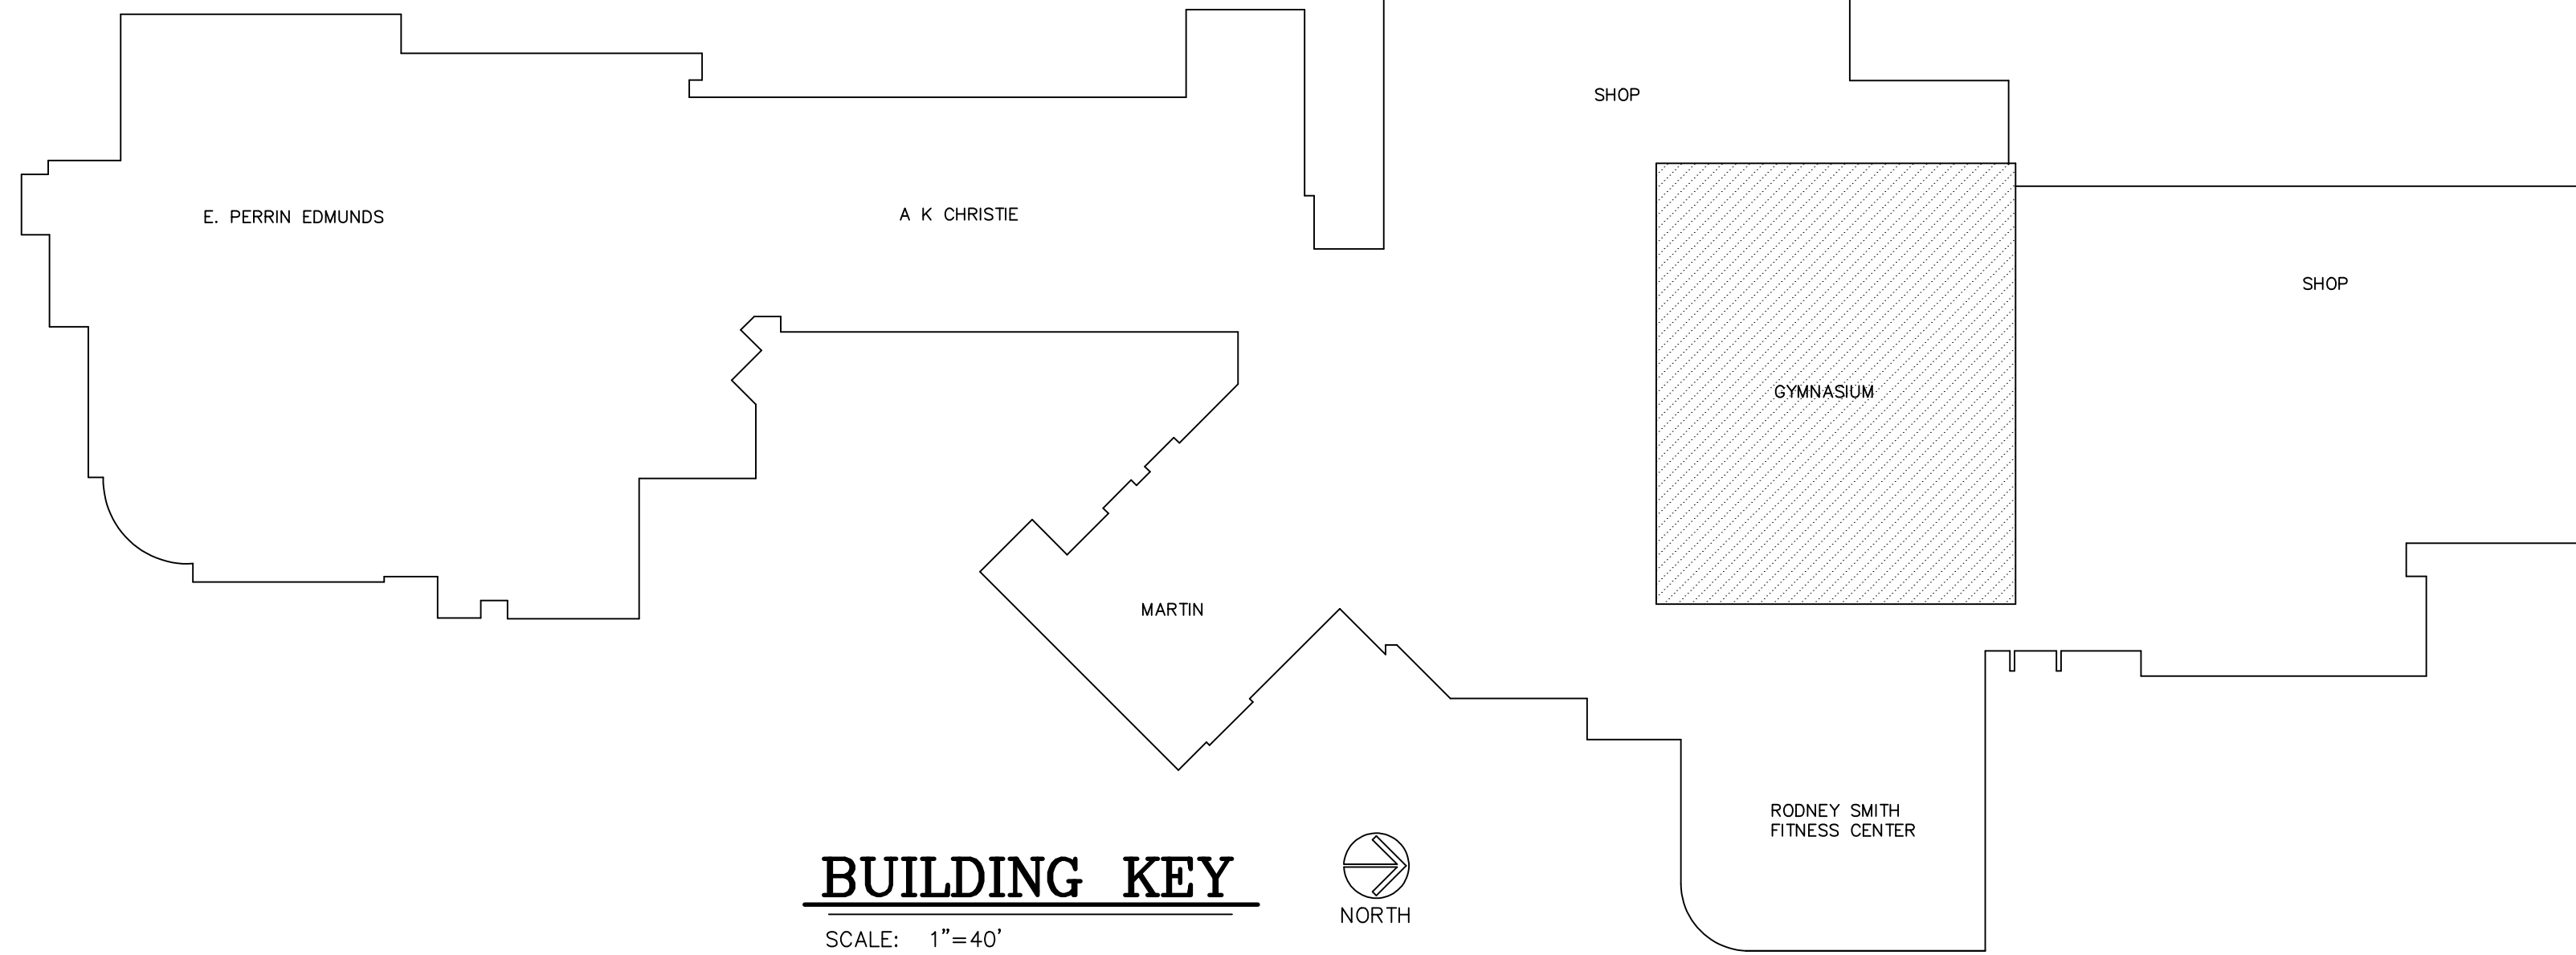 SHOP
E. PERRIN EDMUNDS
A K CHRISTIE
SHOP
GYMNASIUM
MARTIN
RODNEY SMITH
FITNESS CENTER
BUILDING KEY
NORTH
SCALE: 1"=40'